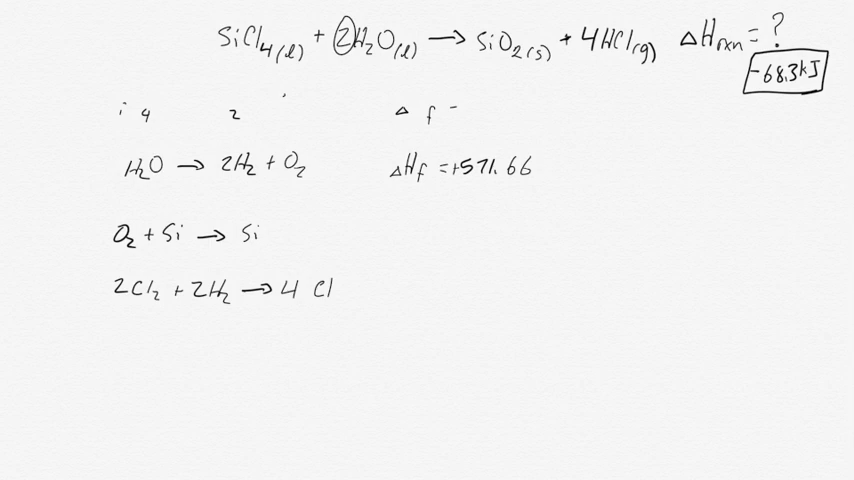 SiCl4(l) + 2H2O(l) → SiO2(s) + 4HCl(g) ΔHrxn = ?
-68.3kJ
i 4 2 Δ f -
H2O → 2H2 + O2 ΔHf = +571.66
O2 + Si → Si
2Cl2 + 2H2 → 4 Cl